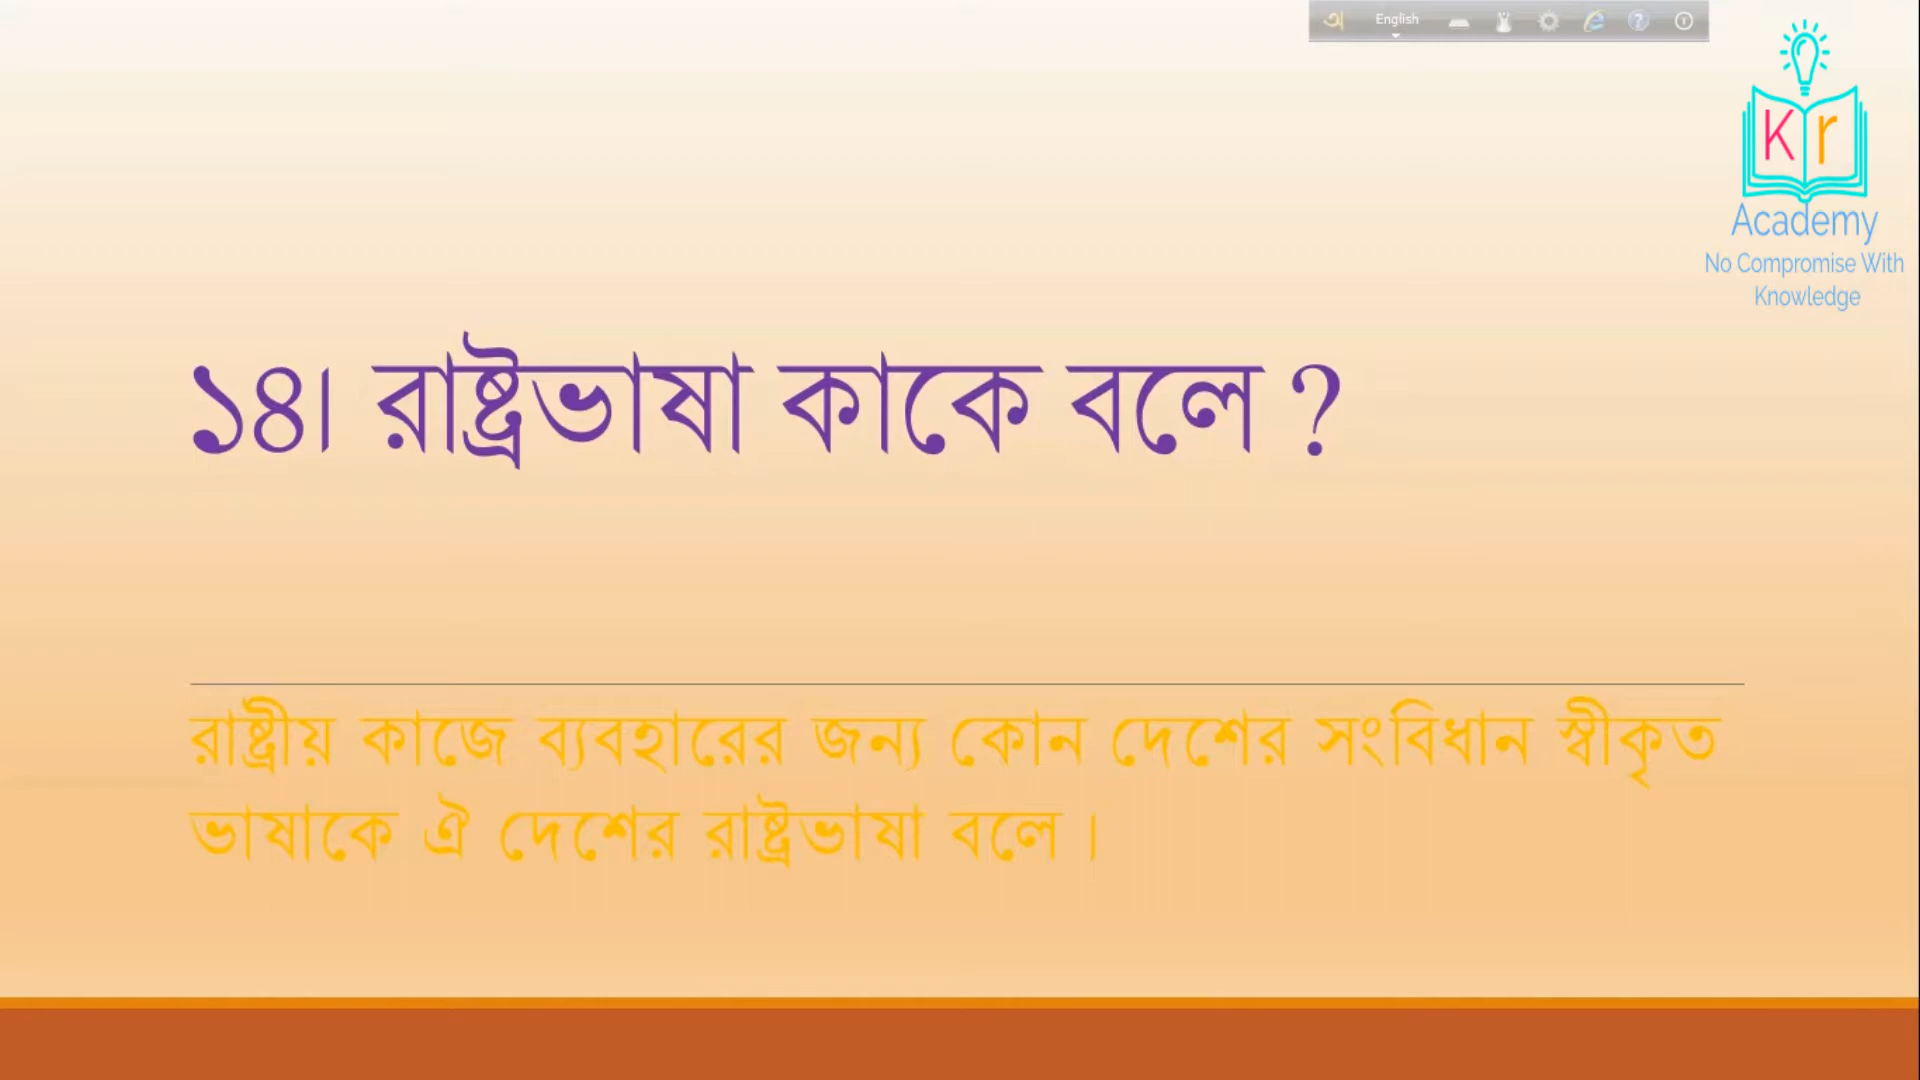 English
Kr
Academy
No Compromise With
Knowledge
১৪। রাষ্ট্রভাষা কাকে বলে ?
রাষ্ট্রীয় কাজে ব্যবহারের জন্য কোন দেশের সংবিধান স্বীকৃত
ভাষাকে ঐ দেশের রাষ্ট্রভাষা বলে ।